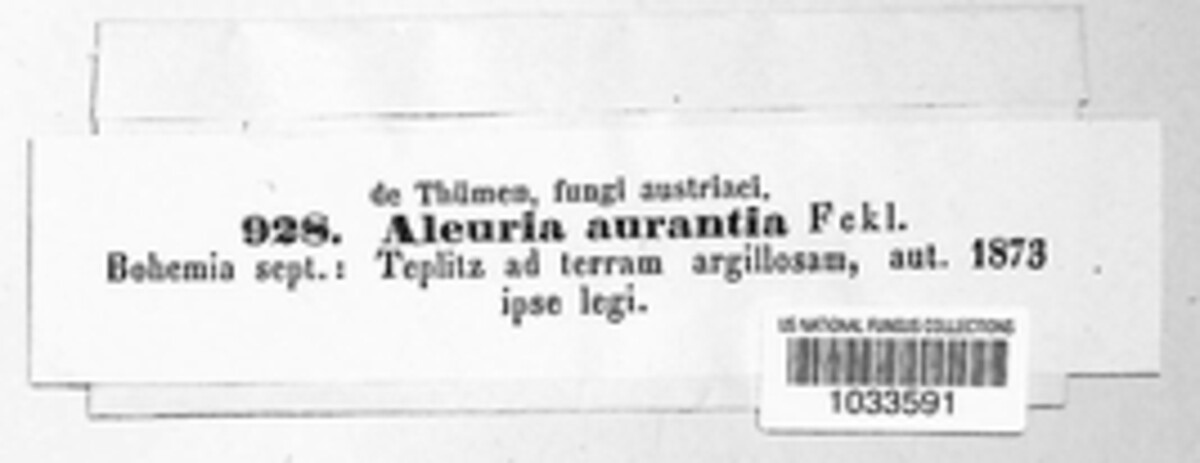 de Thümen, fungi austriaci.
928. Aleuria aurantia Fckl.
Bohemia sept.: Teplitz ad terram argillosam, aut. 1873
ipse legi.
US NATIONAL FUNGUS COLLECTIONS
1033591